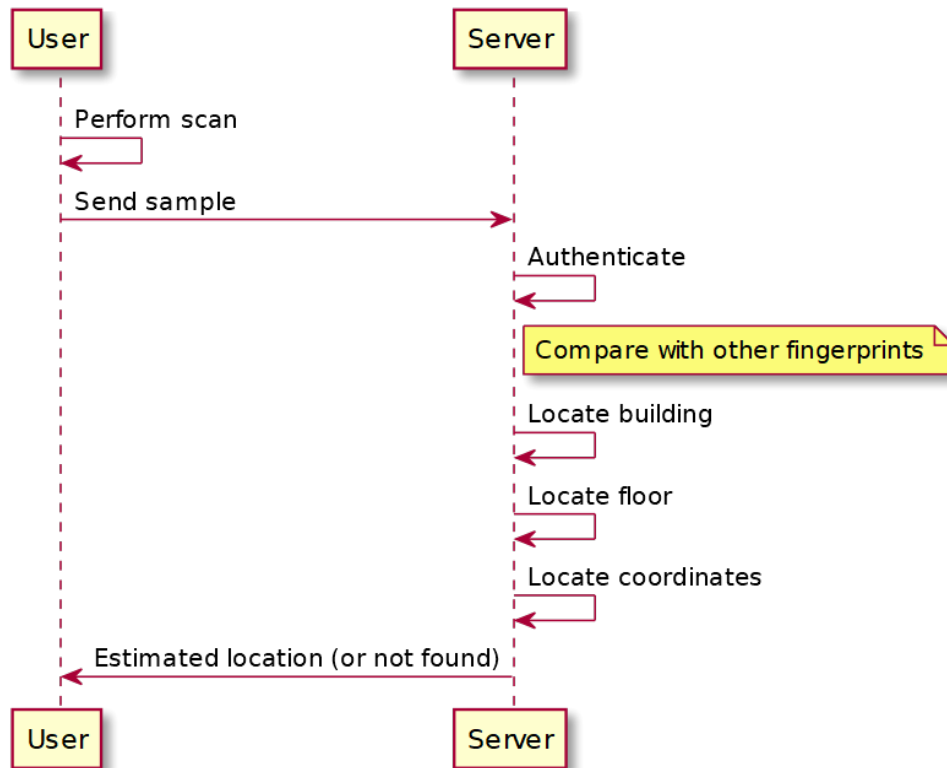 User
Server
Perform scan
Send sample
Authenticate
Compare with other fingerprints
Locate building
Locate floor
Locate coordinates
Estimated location (or not found)
User
Server